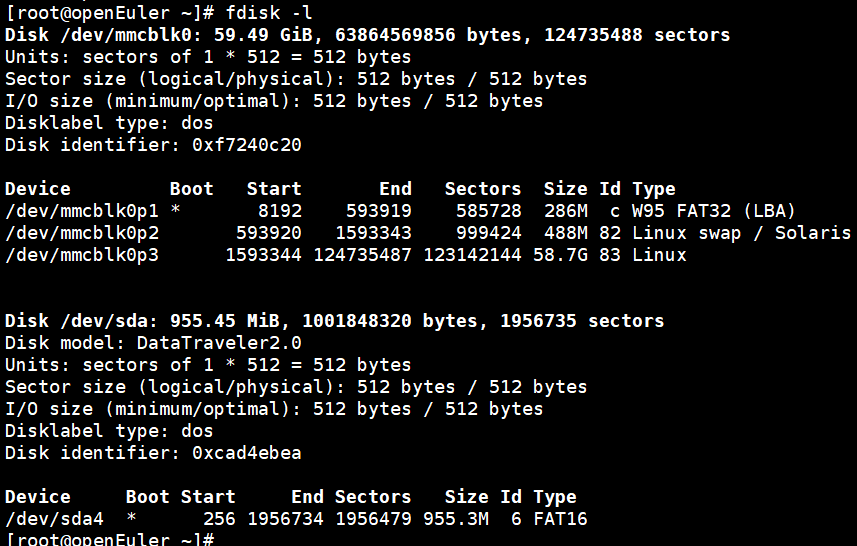 [root@openEuler ~]# fdisk -l
Disk /dev/mmcblk0: 59.49 GiB, 63864569856 bytes, 124735488 sectors
Units: sectors of 1 * 512 = 512 bytes
Sector size (logical/physical): 512 bytes / 512 bytes
I/O size (minimum/optimal): 512 bytes / 512 bytes
Disklabel type: dos
Disk identifier: 0xf7240c20

Device         Boot   Start       End   Sectors  Size Id Type
/dev/mmcblk0p1 *       8192    593919    585728  286M  c W95 FAT32 (LBA)
/dev/mmcblk0p2       593920   1593343    999424  488M 82 Linux swap / Solaris
/dev/mmcblk0p3      1593344 124735487 123142144 58.7G 83 Linux


Disk /dev/sda: 955.45 MiB, 1001848320 bytes, 1956735 sectors
Disk model: DataTraveler2.0
Units: sectors of 1 * 512 = 512 bytes
Sector size (logical/physical): 512 bytes / 512 bytes
I/O size (minimum/optimal): 512 bytes / 512 bytes
Disklabel type: dos
Disk identifier: 0xcad4ebea

Device     Boot Start     End Sectors   Size Id Type
/dev/sda4  *      256 1956734 1956479 955.3M  6 FAT16
[root@openEuler ~]#